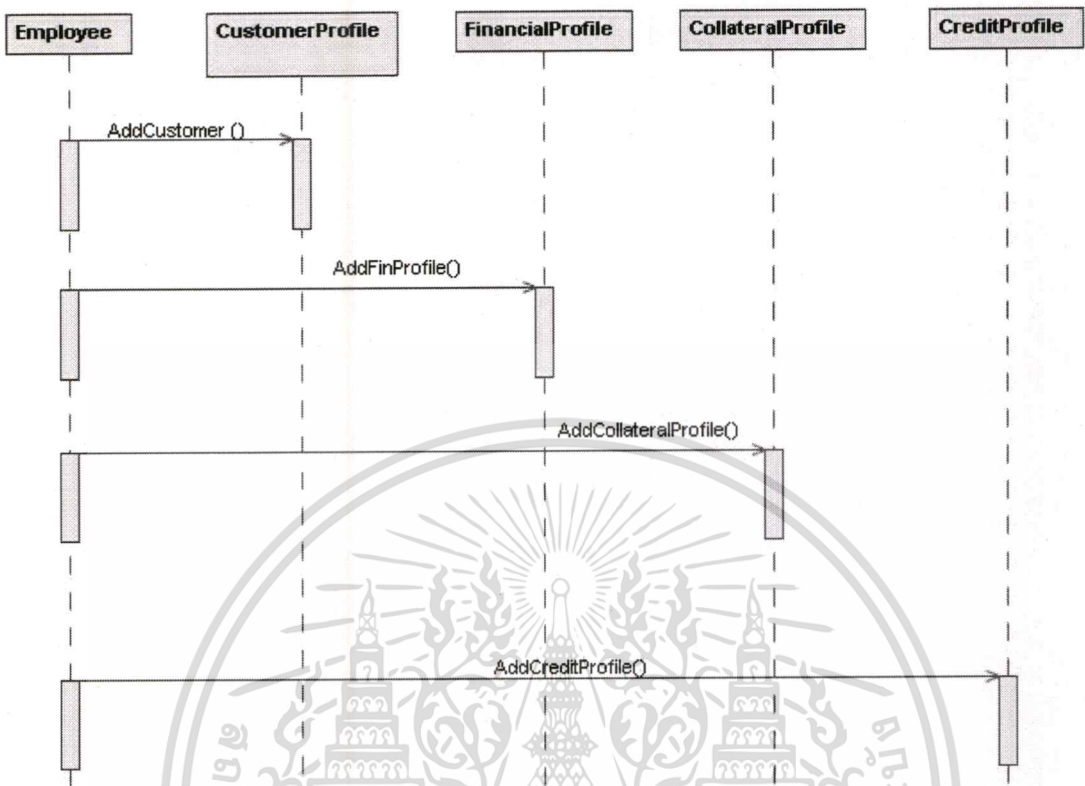 Employee
CustomerProfile
FinancialProfile
CollateralProfile
CreditProfile
AddCustomer ()
AddFinProfile()
AddCollateralProfile()
AddCreditProfile()